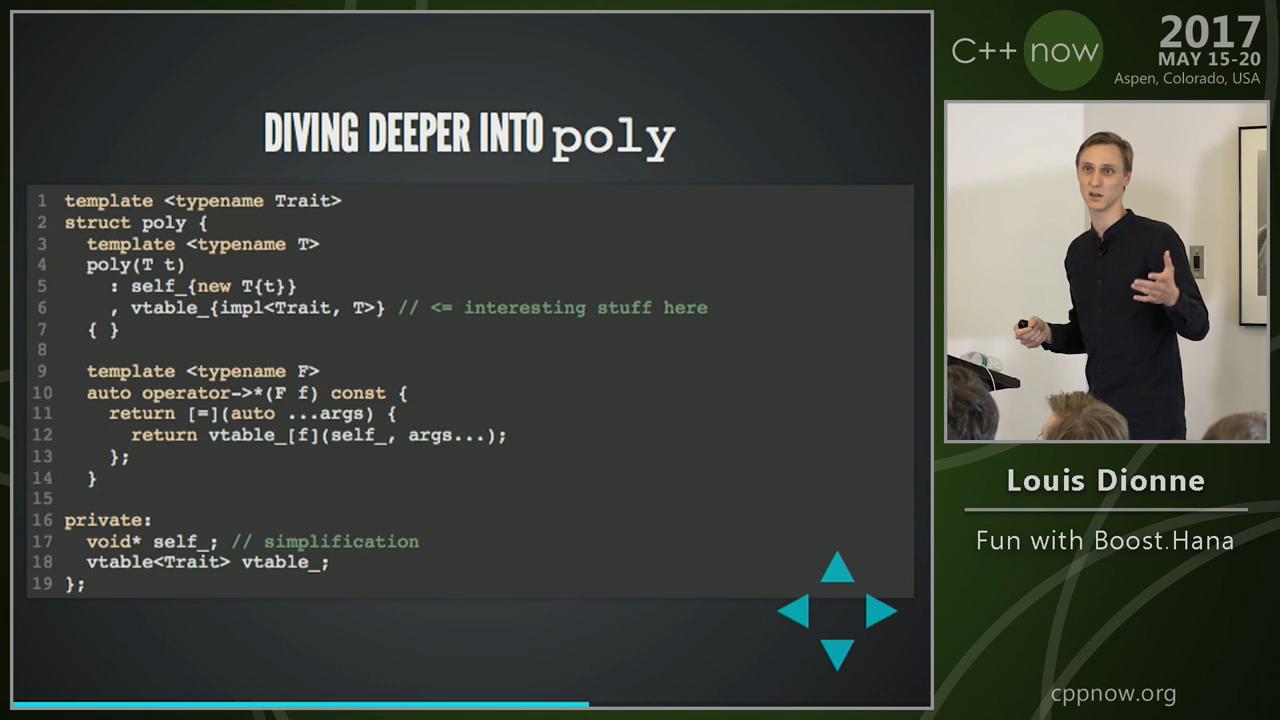 DIVING DEEPER INTO poly
1 template <typename Trait>
2 struct poly {
3   template <typename T>
4   poly(T t)
5     : self_{new T{t}}
6     , vtable_{impl<Trait, T>} // <= interesting stuff here
7   { }
8
9   template <typename F>
10   auto operator->*(F f) const {
11     return [=](auto ...args) {
12       return vtable_[f](self_, args...);
13     };
14   }
15
16 private:
17   void* self_; // simplification
18   vtable<Trait> vtable_;
19 };
C++ now
2017
MAY 15-20
Aspen, Colorado, USA
Louis Dionne
Fun with Boost.Hana
cppnow.org